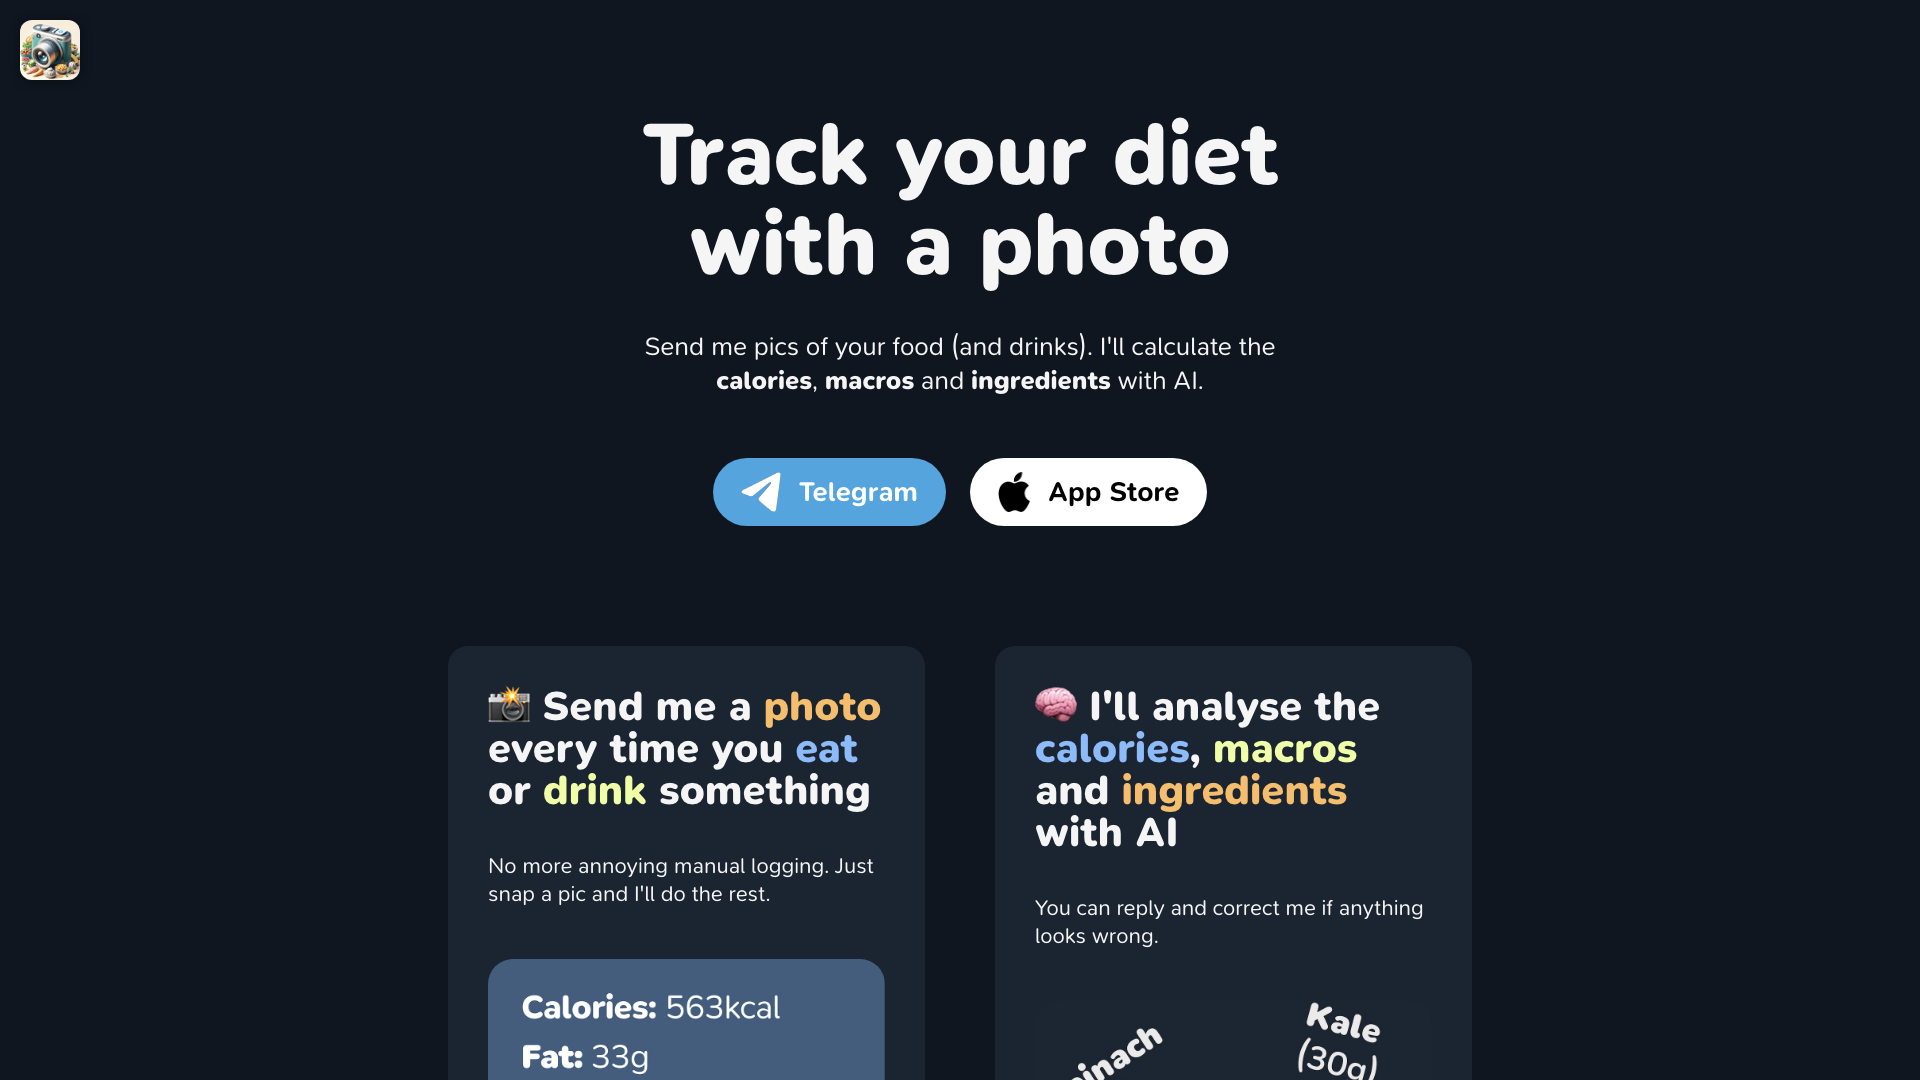 Track your diet
with a photo
Send me pics of your food (and drinks). I'll calculate the
calories, macros and ingredients with AI.
Telegram
App Store
Send me a photo
every time you eat
or drink something
No more annoying manual logging. Just
snap a pic and I'll do the rest.
Calories: 563kcal
Fat: 33g
I'll analyse the
calories, macros
and ingredients
with AI
You can reply and correct me if anything
looks wrong.
Kale
(30g)